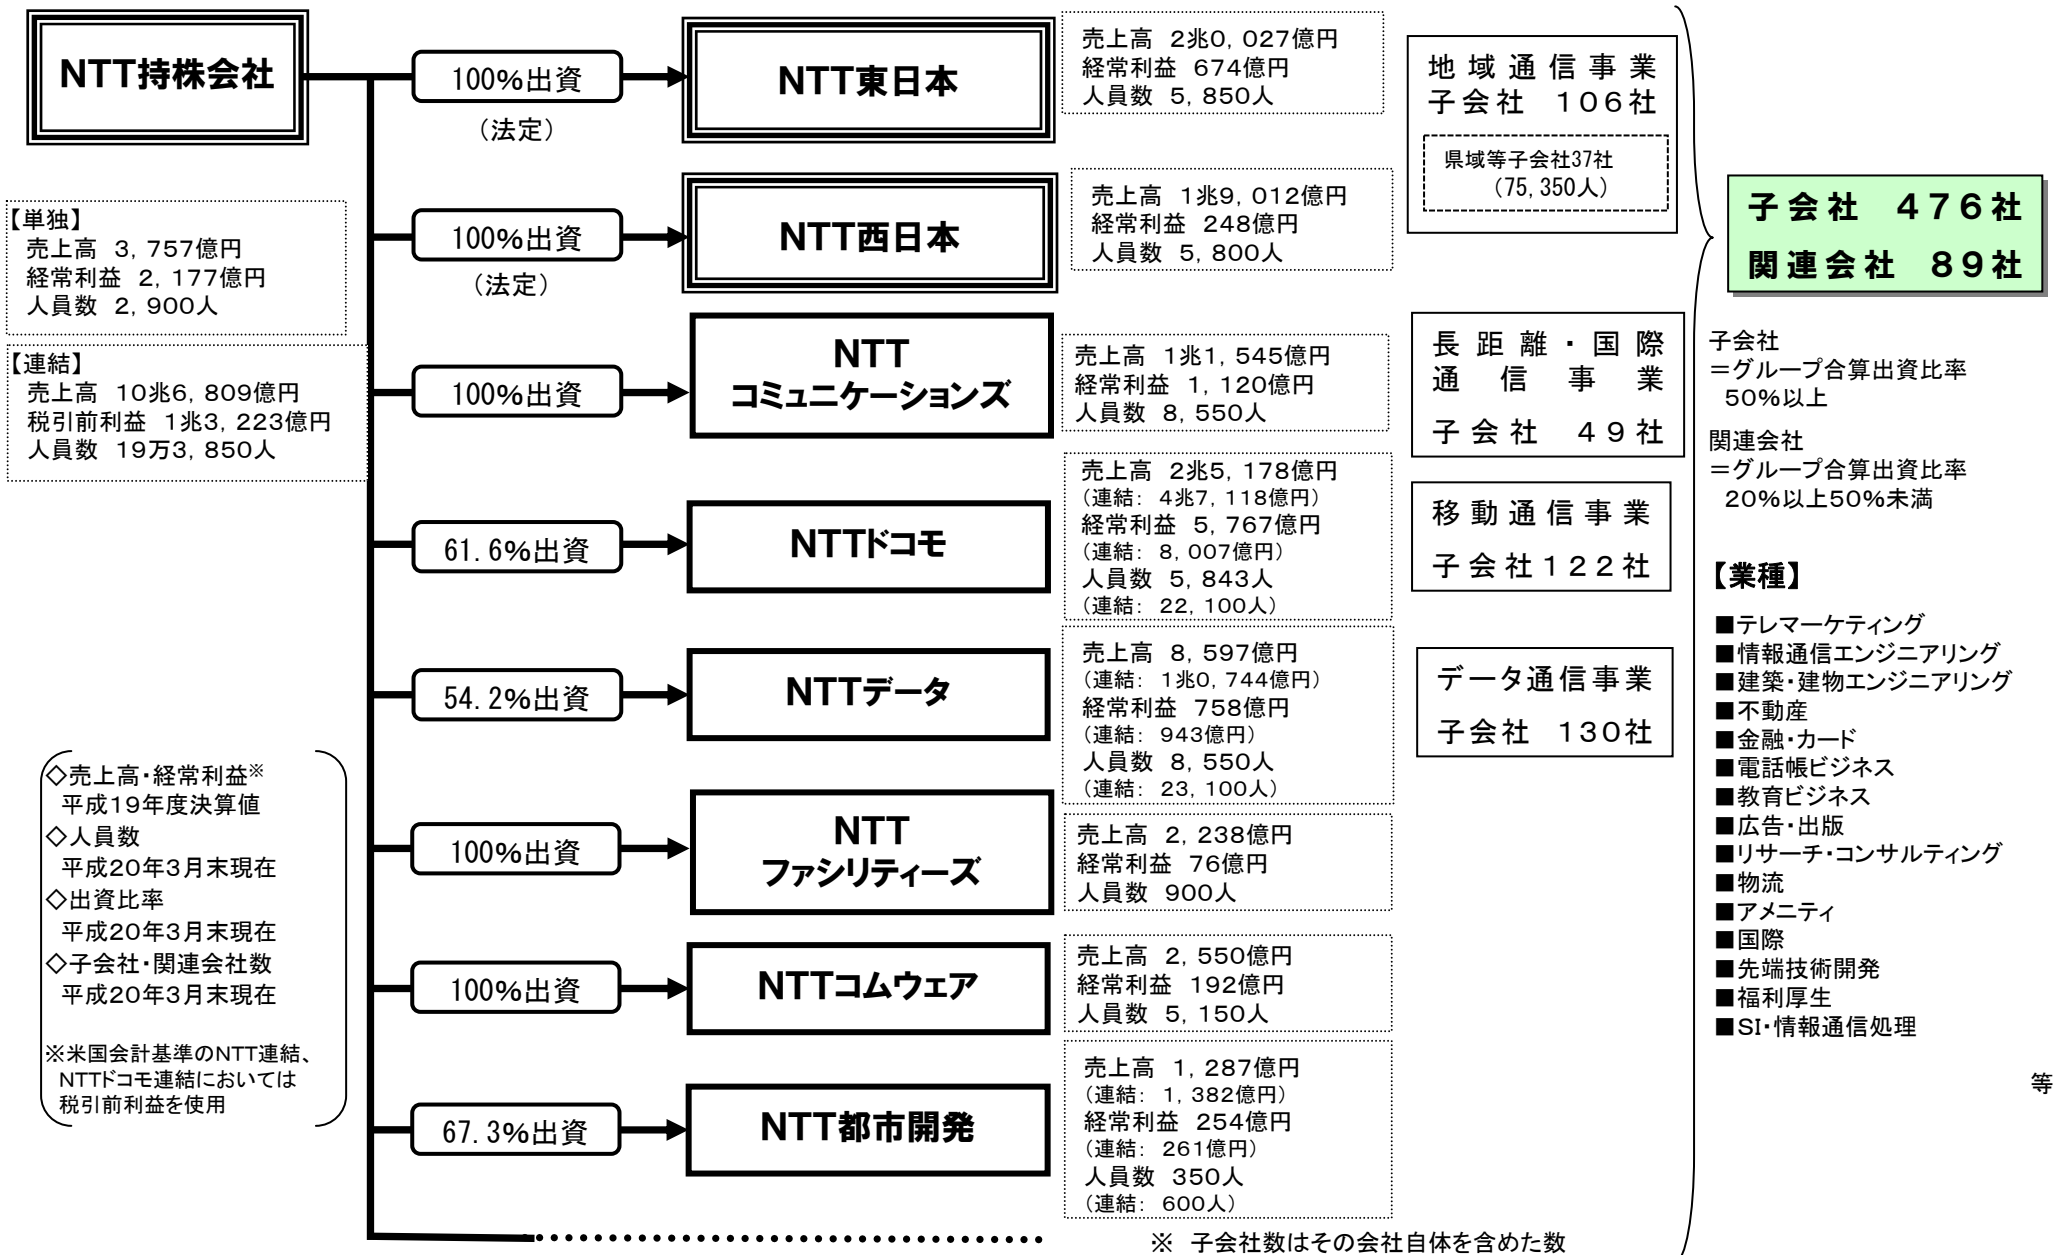 NTT持株会社
【単独】
売上高 3,757億円
経常利益 2,177億円
人員数 2,900人
【連結】
売上高 10兆6,809億円
税引前利益 1兆3,223億円
人員数 19万3,850人
◇売上高・経常利益※
平成19年度決算値
◇人員数
平成20年3月末現在
◇出資比率
平成20年3月末現在
◇子会社・関連会社数
平成20年3月末現在
※米国会計基準のNTT連結、
NTTドコモ連結においては
税引前利益を使用
100%出資
(法定)
NTT東日本
売上高 2兆0,027億円
経常利益 674億円
人員数 5,850人
100%出資
(法定)
NTT西日本
売上高 1兆9,012億円
経常利益 248億円
人員数 5,800人
地域通信事業
子会社 106社
県域等子会社37社
(75,350人)
100%出資
NTT
コミュニケーションズ
売上高 1兆1,545億円
経常利益 1,120億円
人員数 8,550人
長距離・国際
通信事業
子会社 49社
61.6%出資
NTTドコモ
売上高 2兆5,178億円
(連結: 4兆7,118億円)
経常利益 5,767億円
(連結: 8,007億円)
人員数 5,843人
(連結: 22,100人)
移動通信事業
子会社122社
54.2%出資
NTTデータ
売上高 8,597億円
(連結: 1兆0,744億円)
経常利益 758億円
(連結: 943億円)
人員数 8,550人
(連結: 23,100人)
データ通信事業
子会社 130社
100%出資
NTT
ファシリティーズ
売上高 2,238億円
経常利益 76億円
人員数 900人
100%出資
NTTコムウェア
売上高 2,550億円
経常利益 192億円
人員数 5,150人
67.3%出資
NTT都市開発
売上高 1,287億円
(連結: 1,382億円)
経常利益 254億円
(連結: 261億円)
人員数 350人
(連結: 600人)
※ 子会社数はその会社自体を含めた数
子会社 476社
関連会社 89社
子会社
=グループ合算出資比率
50%以上
関連会社
=グループ合算出資比率
20%以上50%未満
【業種】
■テレマーケティング
■情報通信エンジニアリング
■建築・建物エンジニアリング
■不動産
■金融・カード
■電話帳ビジネス
■教育ビジネス
■広告・出版
■リサーチ・コンサルティング
■物流
■アメニティ
■国際
■先端技術開発
■福利厚生
■SI・情報通信処理
等